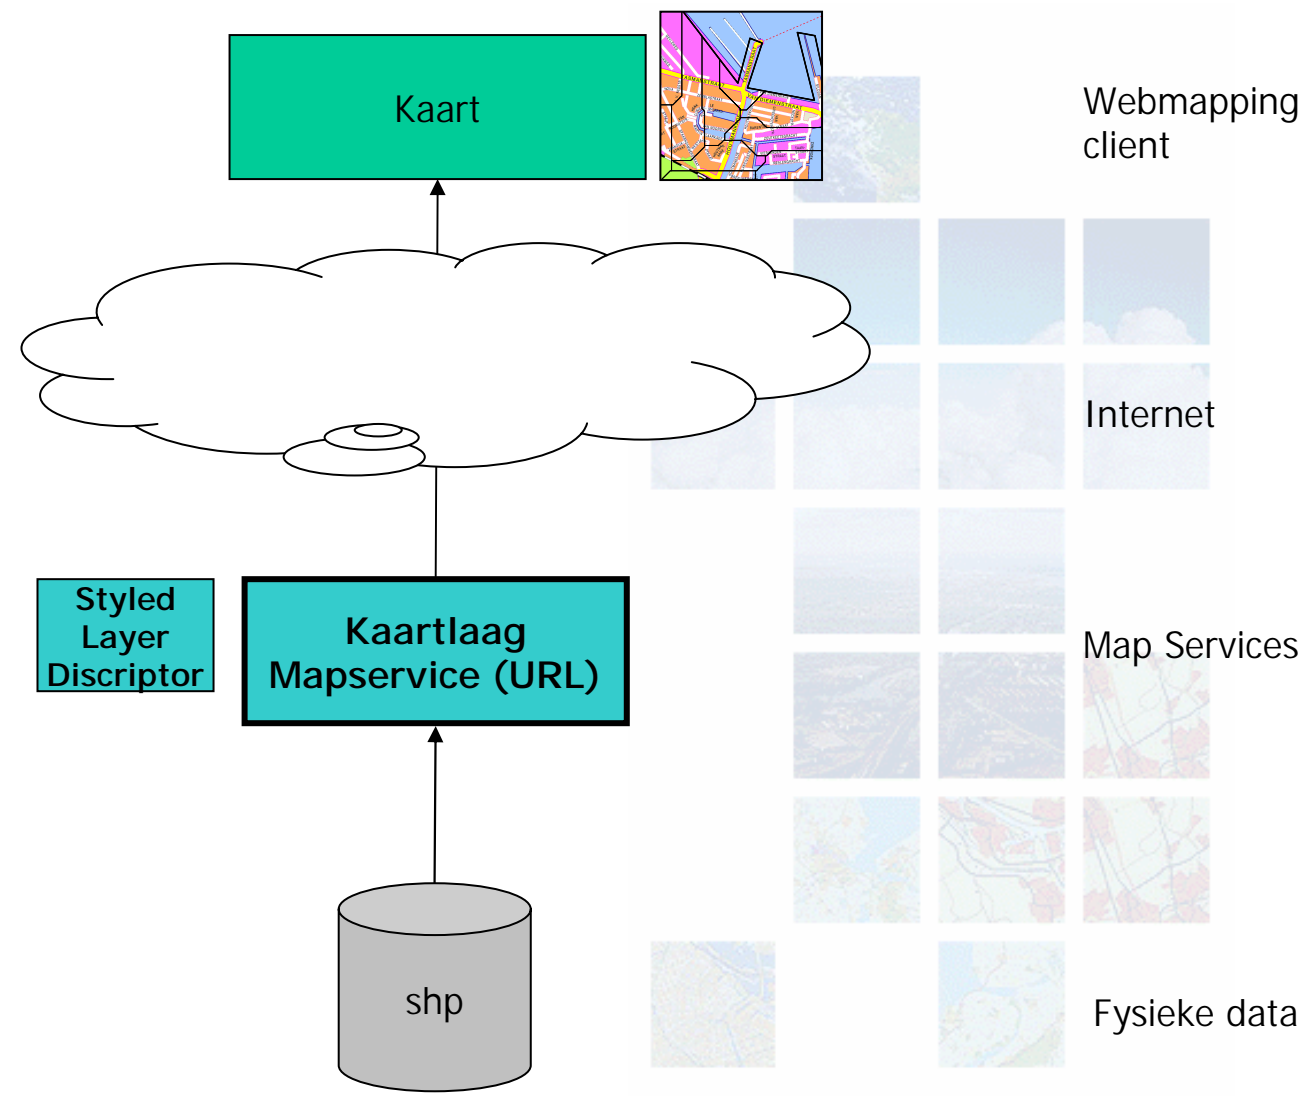 Kaart
Webmapping
client
Internet
Styled
Layer
Discriptor
Kaartlaag
Mapservice (URL)
Map Services
shp
Fysieke data